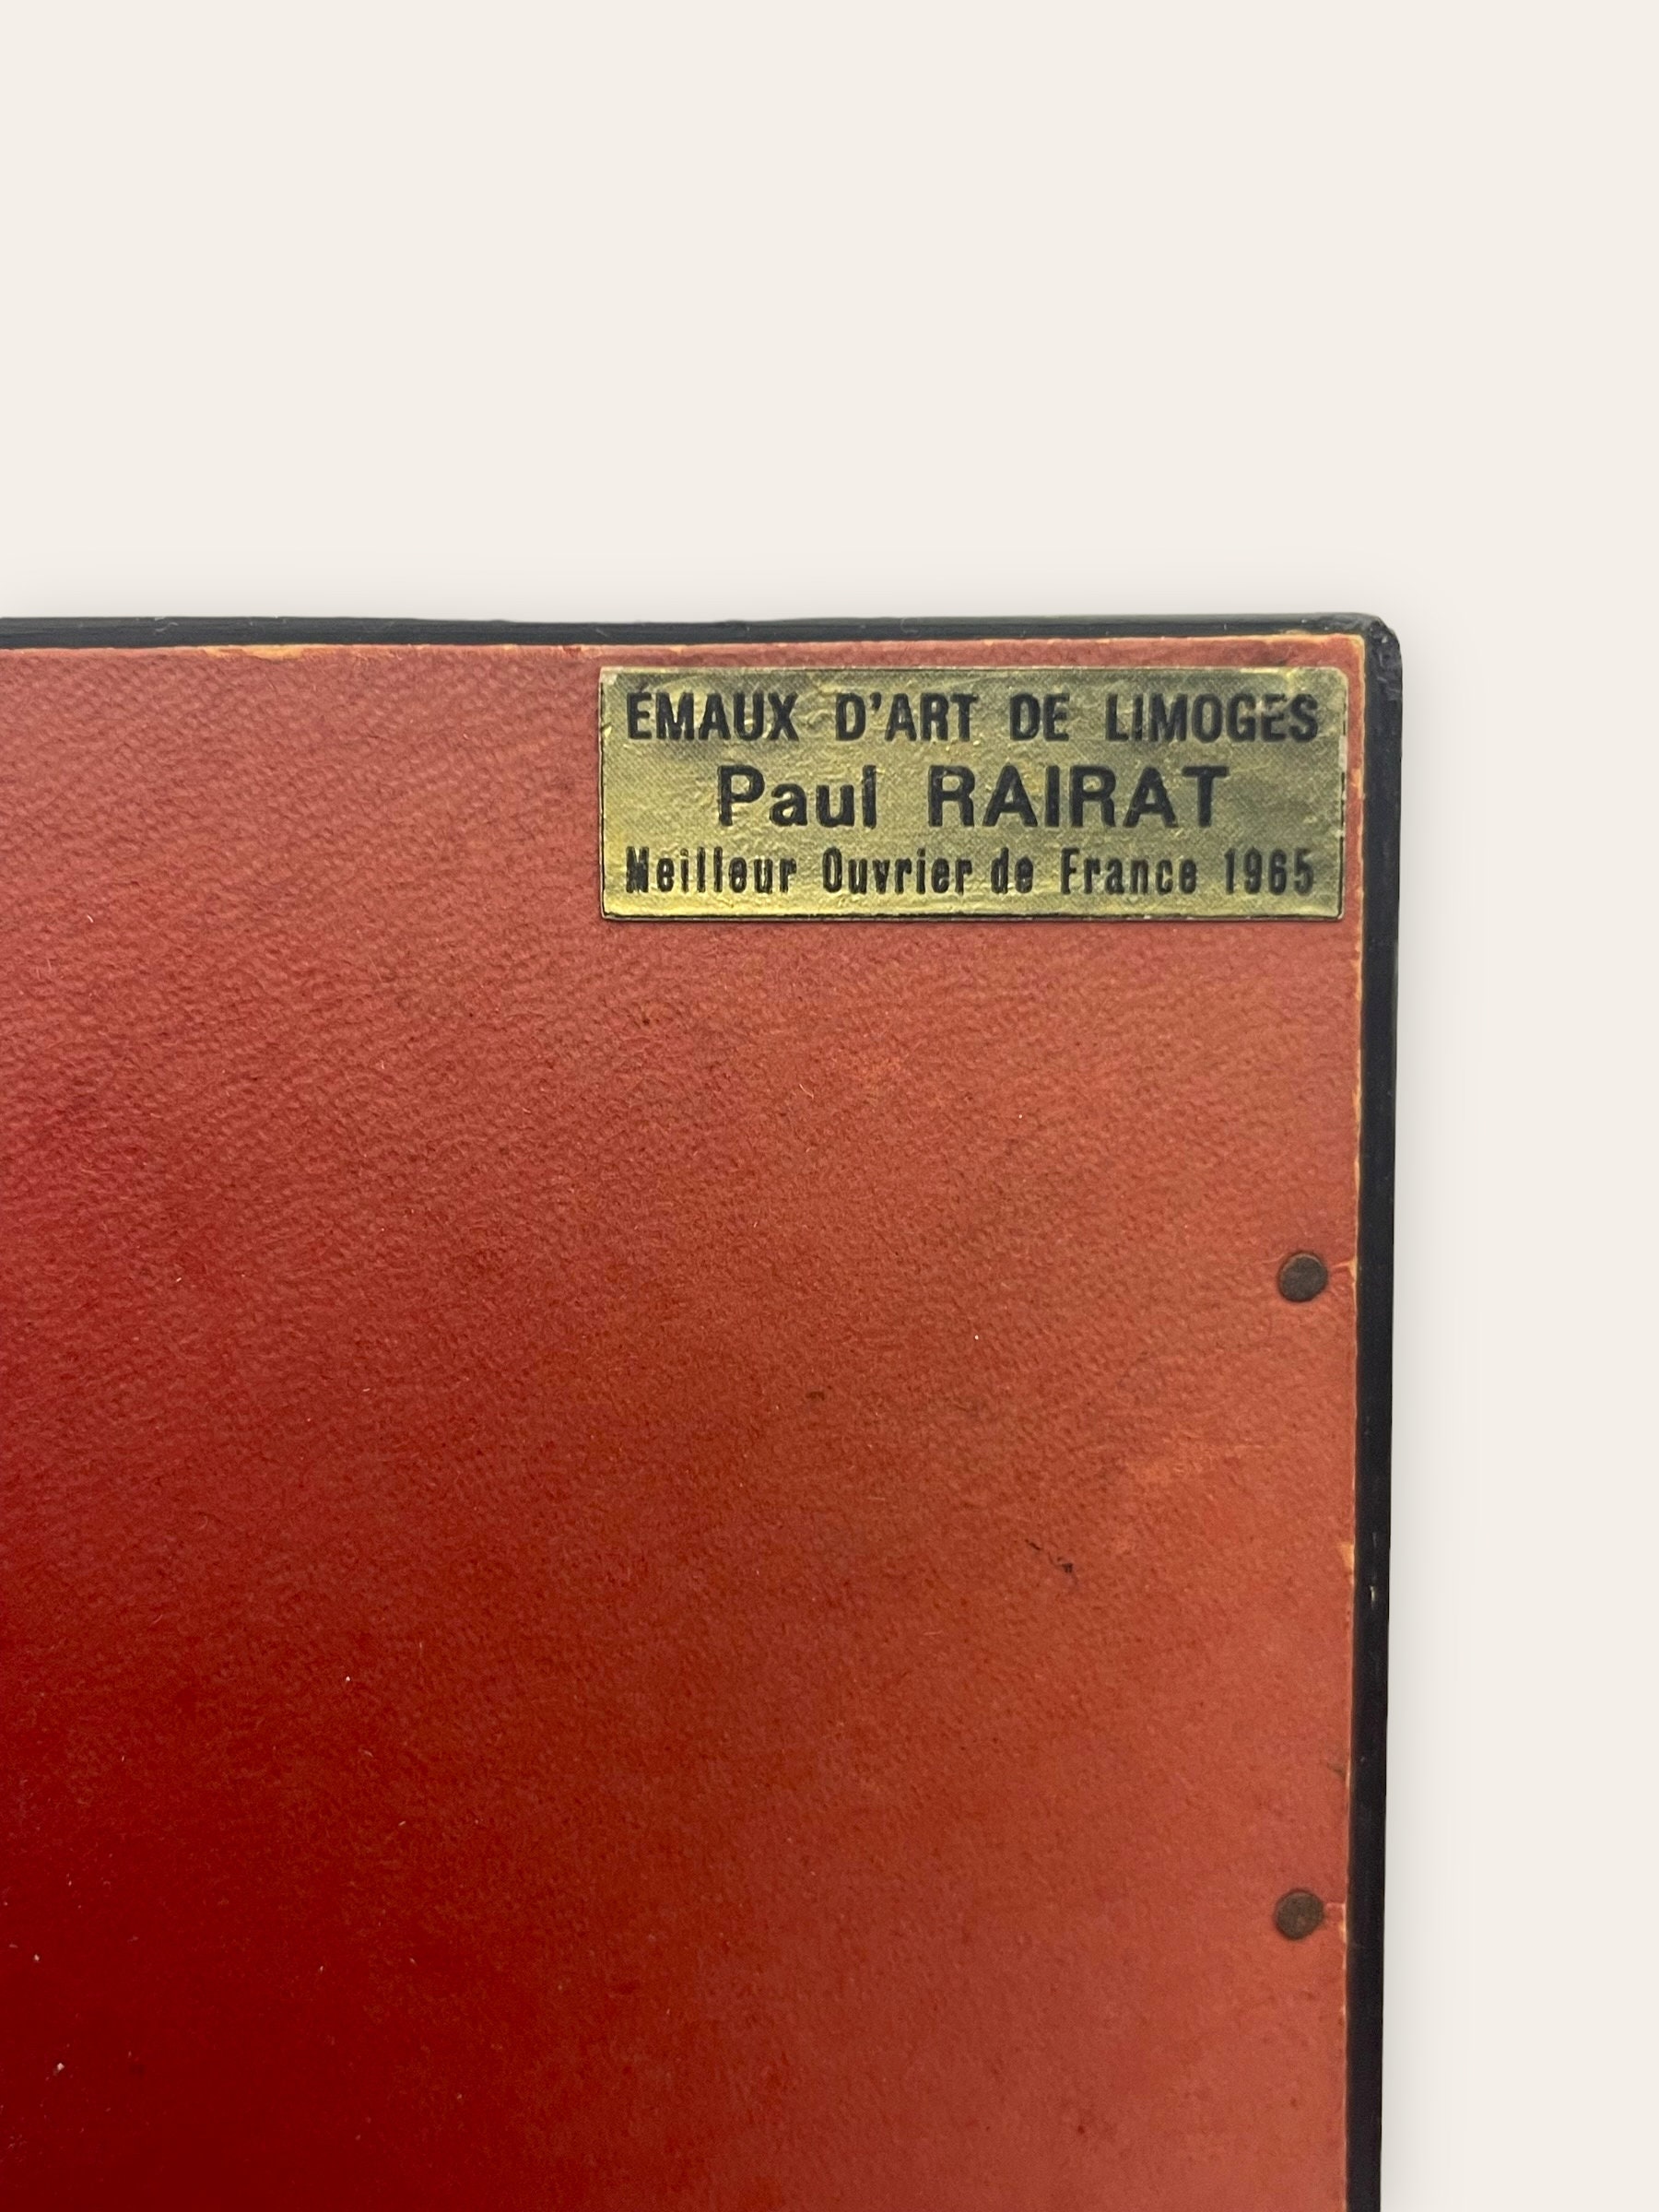 ÉMAUX D'ART DE LIMOGES
Paul RAIRAT
Meilleur Ouvrier de France 1965